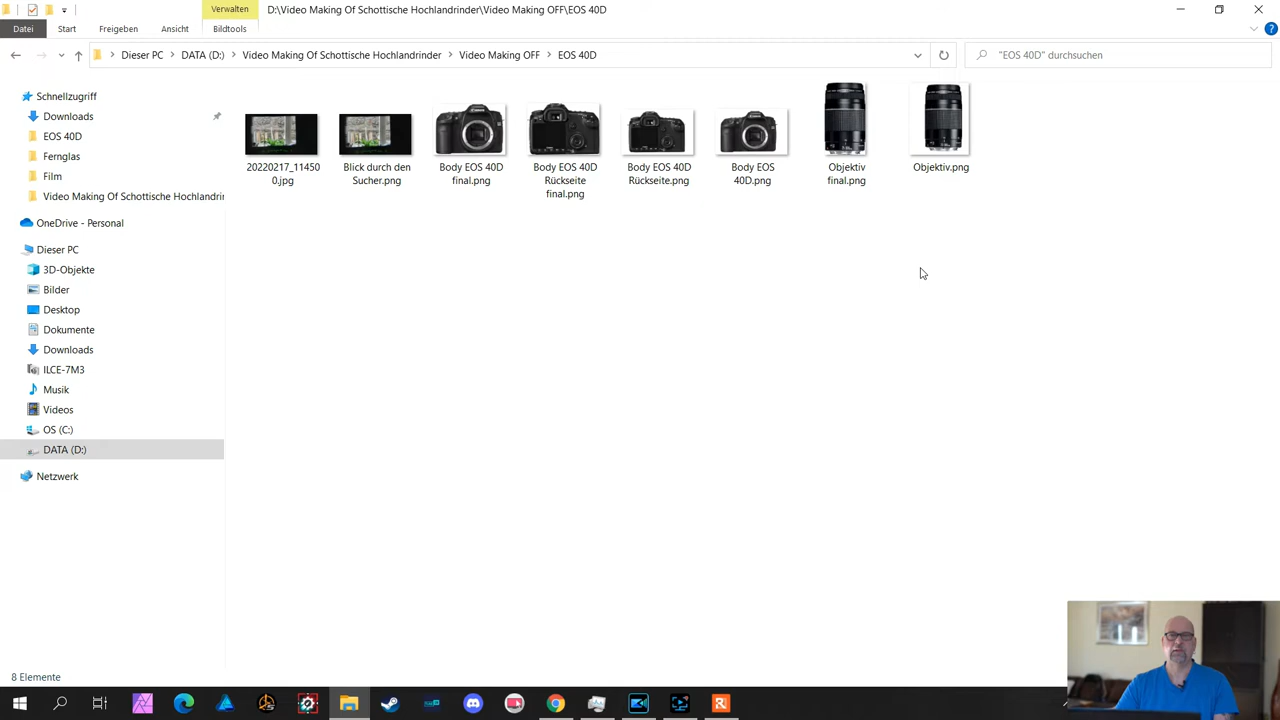 Verwalten
D:\Video Making Of Schottische Hochlandrinder\Video Making OFF\EOS 40D
Datei
Start
Freigeben
Ansicht
Bildtools
Dieser PC
DATA (D:)
Video Making Of Schottische Hochlandrinder
Video Making OFF
EOS 40D
"EOS 40D" durchsuchen
Schnellzugriff
Downloads
EOS 40D
Fernglas
Film
Video Making Of Schottische Hochlandrin
OneDrive - Personal
Dieser PC
3D-Objekte
Bilder
Desktop
Dokumente
Downloads
ILCE-7M3
Musik
Videos
OS (C:)
DATA (D:)
Netzwerk
20220217_11450
0.jpg
Blick durch den
Sucher.png
Body EOS 40D
final.png
Body EOS 40D
Rückseite
final.png
Body EOS 40D
Rückseite.png
Body EOS
40D.png
Objektiv
final.png
Objektiv.png
8 Elemente